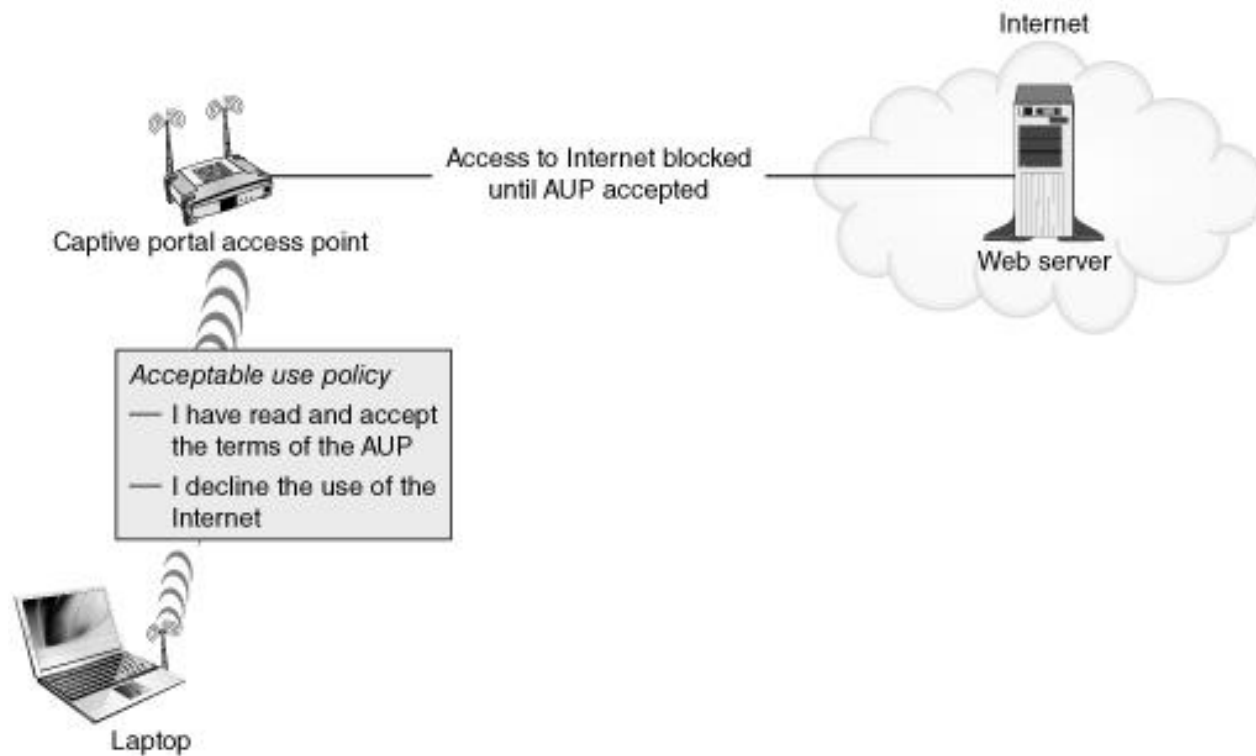 Internet
Access to Internet blocked
until AUP accepted
Captive portal access point
Web server
Acceptable use policy
— I have read and accept
the terms of the AUP
— I decline the use of the
Internet
Laptop